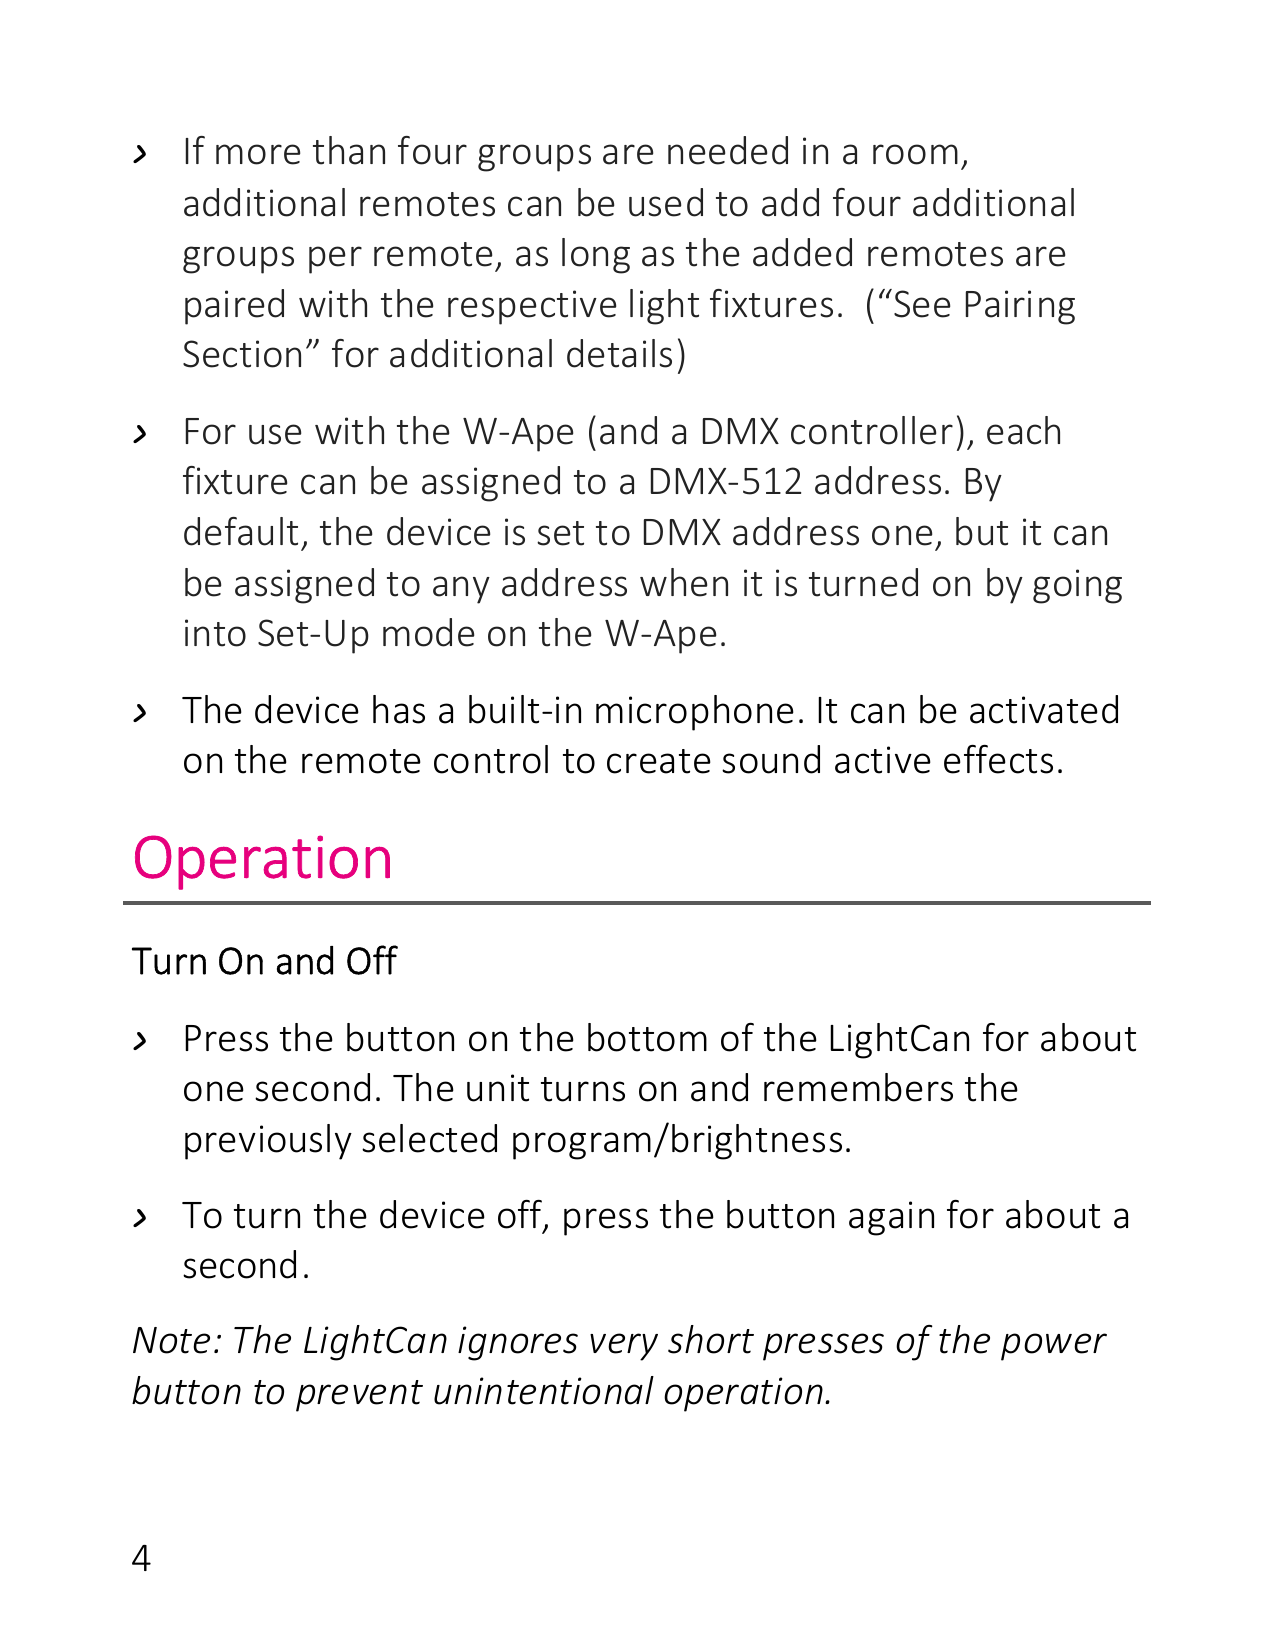 › If more than four groups are needed in a room,
additional remotes can be used to add four additional
groups per remote, as long as the added remotes are
paired with the respective light fixtures.  (“See Pairing
Section” for additional details)
› For use with the W-Ape (and a DMX controller), each
fixture can be assigned to a DMX-512 address. By
default, the device is set to DMX address one, but it can
be assigned to any address when it is turned on by going
into Set-Up mode on the W-Ape.
› The device has a built-in microphone. It can be activated
on the remote control to create sound active effects.
Operation
Turn On and Off
› Press the button on the bottom of the LightCan for about
one second. The unit turns on and remembers the
previously selected program/brightness.
› To turn the device off, press the button again for about a
second.
Note: The LightCan ignores very short presses of the power
button to prevent unintentional operation.
4